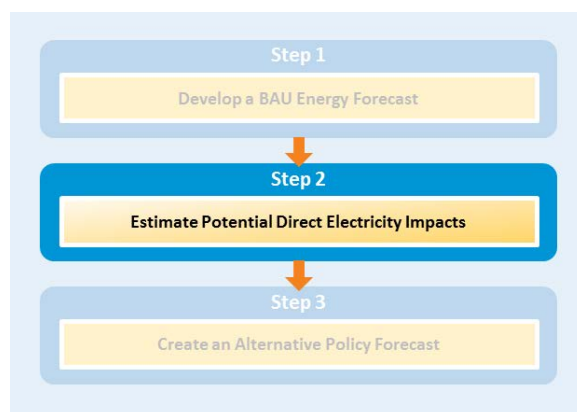 Step 1
Develop a BAU Energy Forecast
Step 2
Estimate Potential Direct Electricity Impacts
Step 3
Create an Alternative Policy Forecast